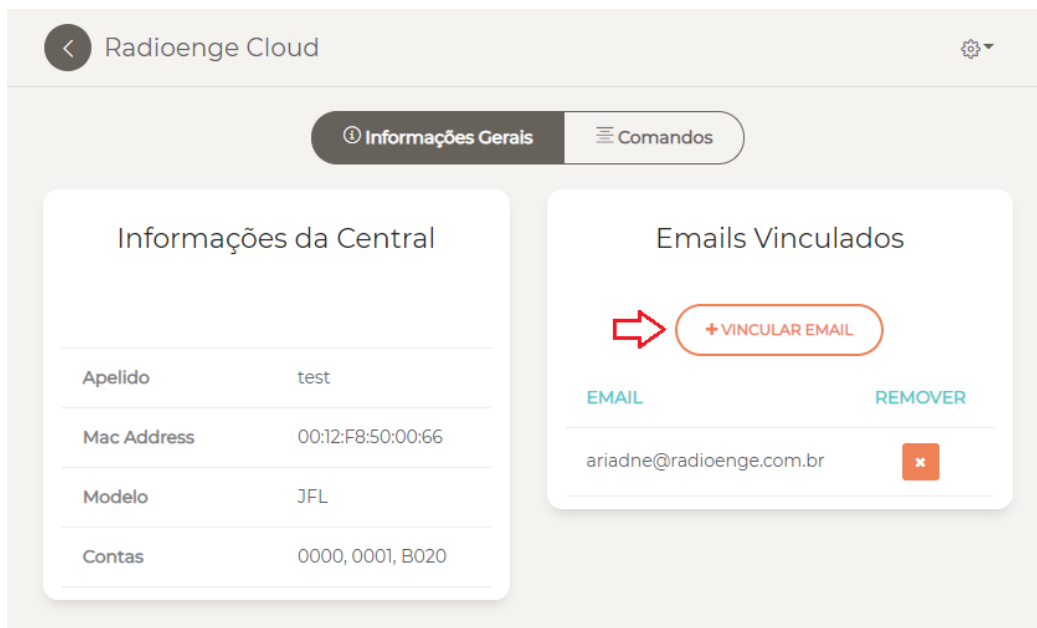 Radioenge Cloud
Informações Gerais
Comandos
Informações da Central
Apelido test
Mac Address 00:12:F8:50:00:66
Modelo JFL
Contas 0000, 0001, B020
Emails Vinculados
+ VINCULAR EMAIL
EMAIL REMOVER
ariadne@radioenge.com.br